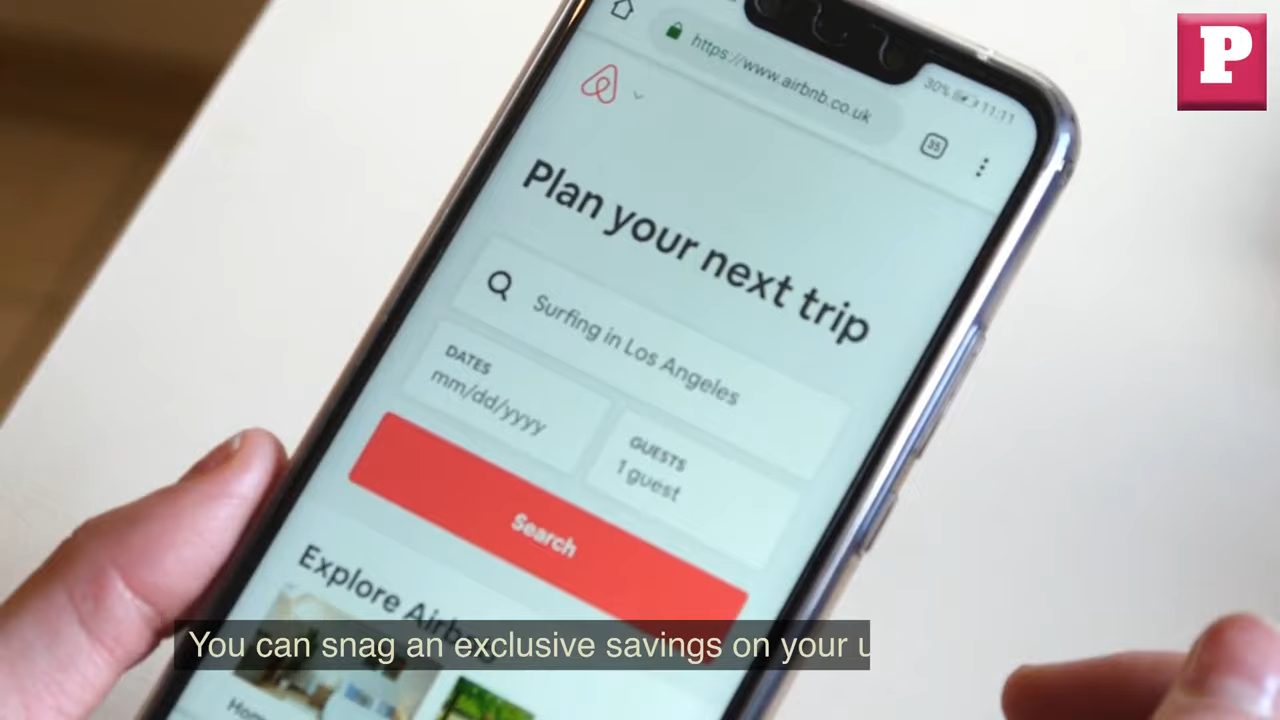 P
https://www.airbnb.co.uk
30% 11:11
35
Plan your next trip
Surfing in Los Angeles
DATES
mm/dd/yyyy
GUESTS
1 guest
Search
Explore Airbnb
You can snag an exclusive savings on your u